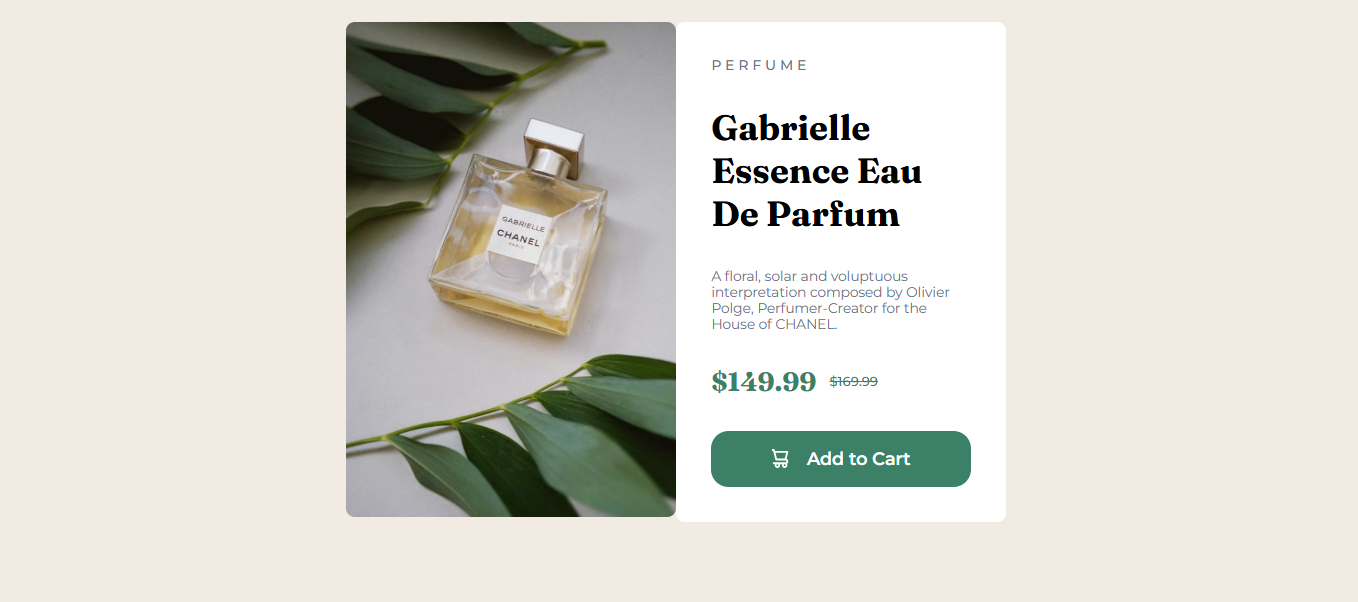 GABRIELLE
CHANEL
PARIS
PERFUME
Gabrielle
Essence Eau
De Parfum
A floral, solar and voluptuous
interpretation composed by Olivier
Polge, Perfumer-Creator for the
House of CHANEL.
$149.99 $169.99
Add to Cart